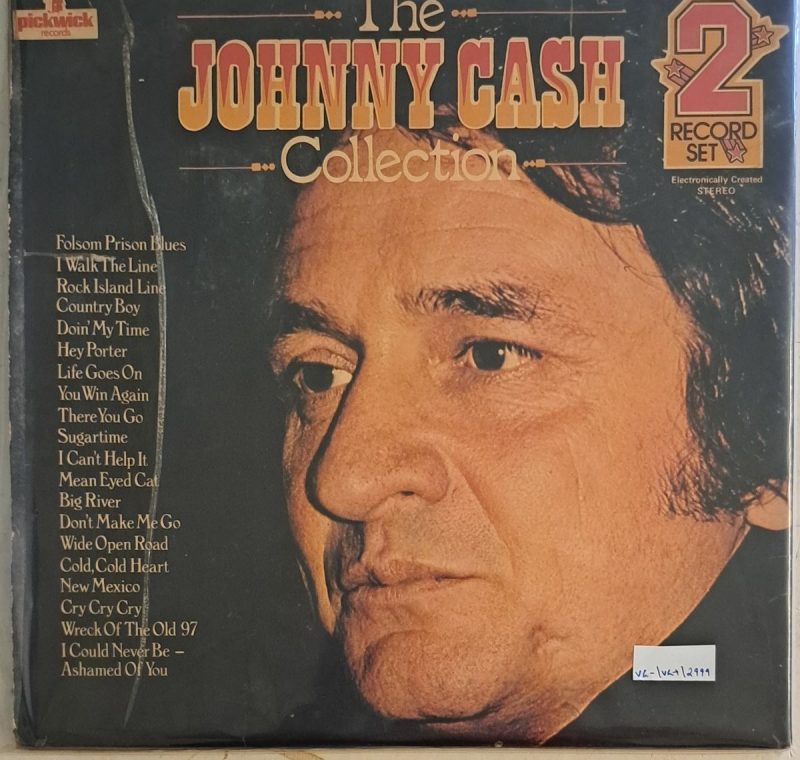 pickwick
records
The
JOHNNY CASH
Collection
2
RECORD
SET
Electronically Created
STEREO
Folsom Prison Blues
I Walk The Line
Rock Island Line
Country Boy
Doin' My Time
Hey Porter
Life Goes On
You Win Again
There You Go
Sugartime
I Can't Help It
Mean Eyed Cat
Big River
Don't Make Me Go
Wide Open Road
Cold, Cold Heart
New Mexico
Cry Cry Cry
Wreck Of The Old '97
I Could Never Be –
Ashamed Of You
VG-/VG+/2999